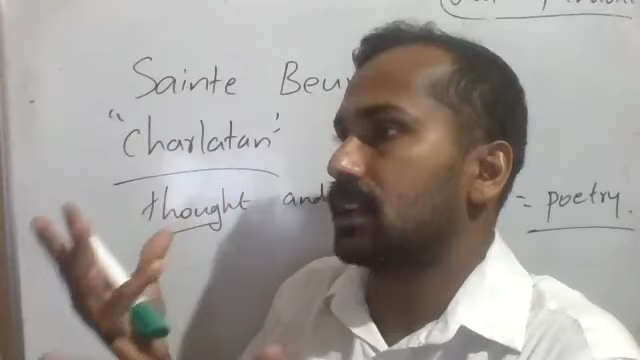 Sainte Beu
"Charlatan"
thought and = poetry.